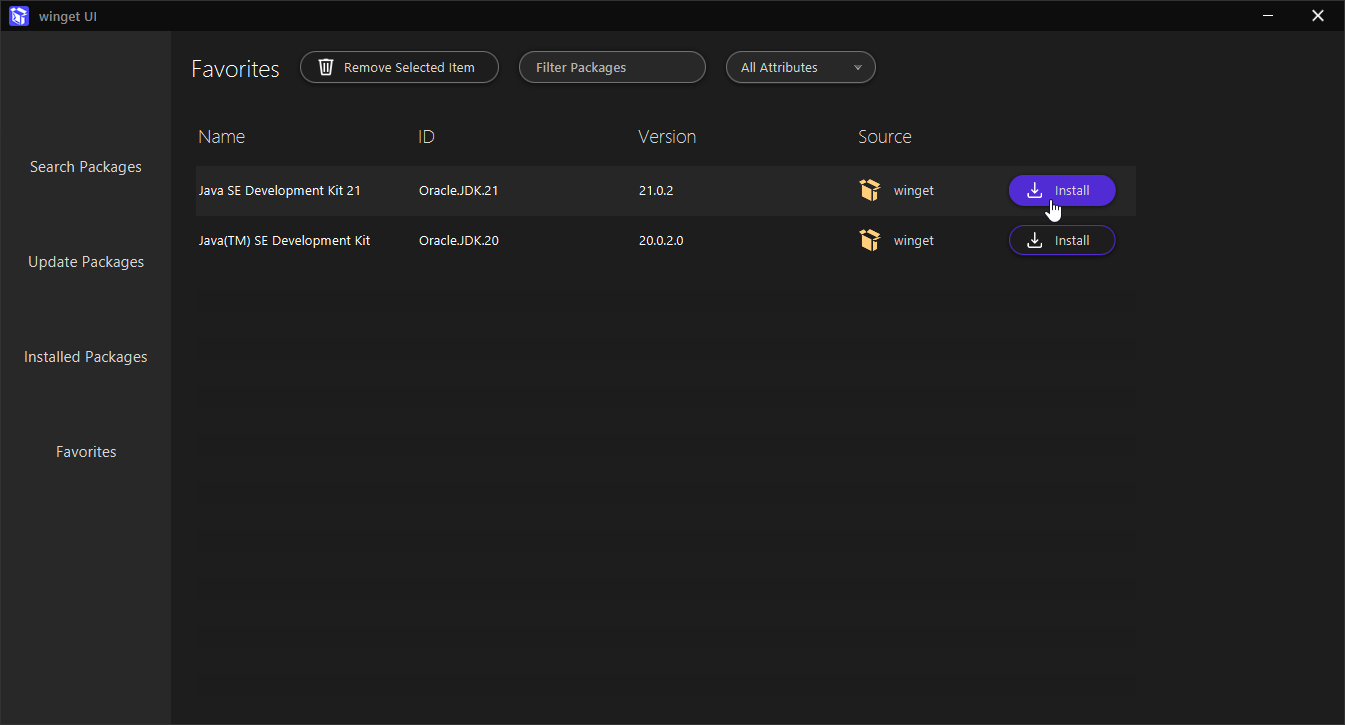 winget UI
Favorites
Remove Selected Item
Filter Packages
All Attributes
Name ID Version Source
Search Packages
Java SE Development Kit 21 Oracle.JDK.21 21.0.2 winget Install
Java(TM) SE Development Kit Oracle.JDK.20 20.0.2.0 winget Install
Update Packages
Installed Packages
Favorites